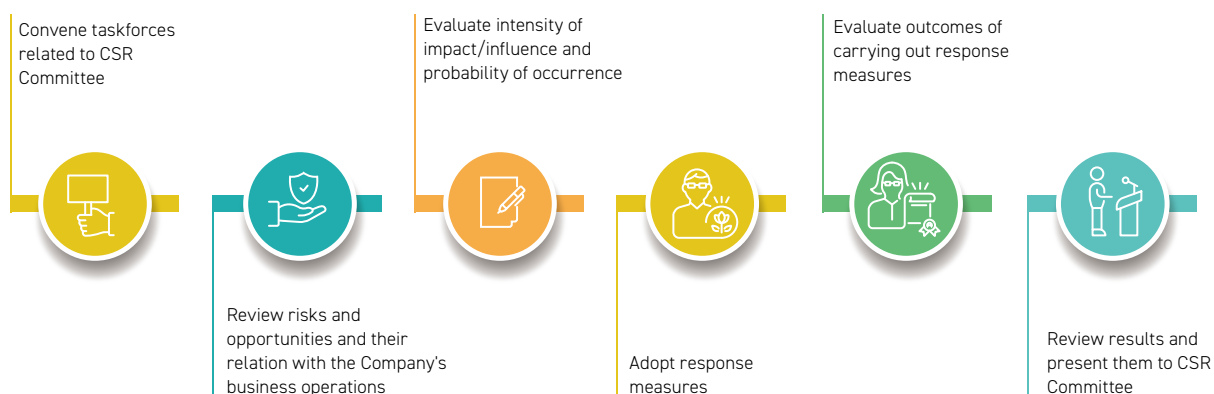 Convene taskforces
related to CSR
Committee
Review risks and
opportunities and their
relation with the Company's
business operations
Evaluate intensity of
impact/influence and
probability of occurrence
Adopt response
measures
Evaluate outcomes of
carrying out response
measures
Review results and
present them to CSR
Committee